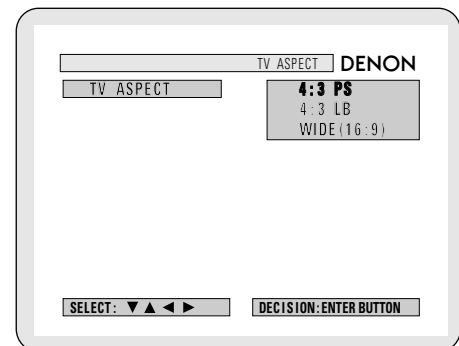 TV ASPECT DENON
TV ASPECT
4:3 PS
4:3 LB
WIDE(16:9)
SELECT: ▼ ▲ ◄ ► DECISION:ENTER BUTTON